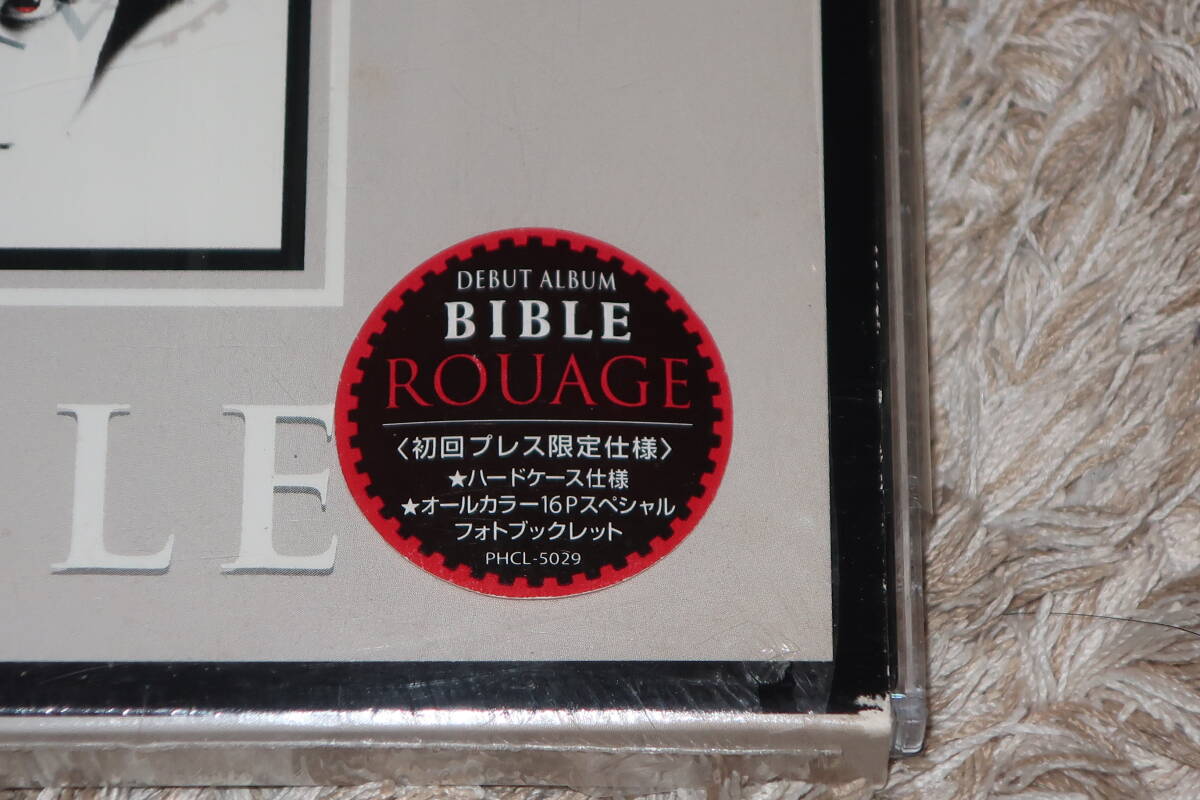 LE
DEBUT ALBUM
BIBLE
ROUAGE
〈初回プレス限定仕様〉
★ハードケース仕様
★オールカラー16Pスペシャル
フォトブックレット
PHCL-5029